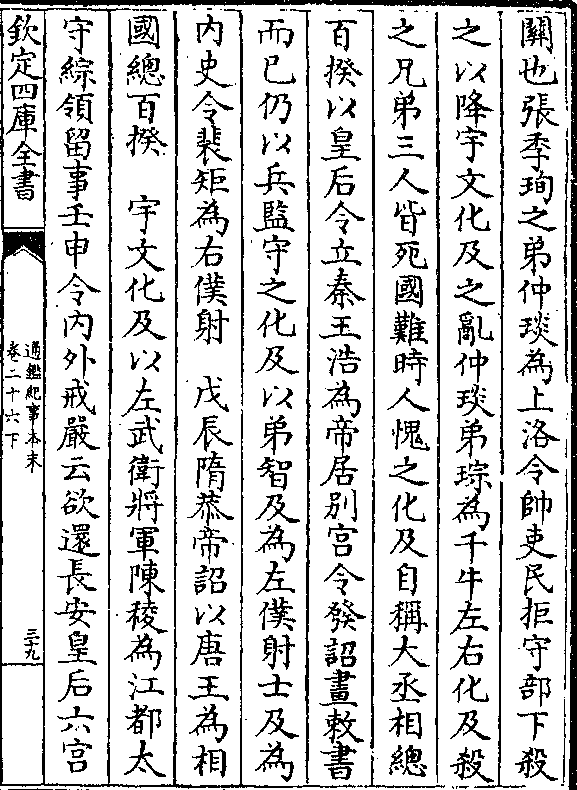 關也張季珣之弟仲琰為上洛令帥吏民拒守部下殺
之以降宇文化及之亂仲琰弟琮為千牛左右化及殺
之兄弟三人皆死國難時人愧之化及自稱大丞相總
百揆以皇后令立秦王浩為帝居別宮令發詔畫敕書
而已仍以兵監守之化及以弟智及為左僕射士及為
内史令裴矩為右僕射　戊辰隋恭帝詔以唐王為相
國總百揆　宇文化及以左武衛將軍陳稜為江都太
守綜領留事壬申令内外戒嚴云欲還長安皇后六宮
欽定四庫全書
通鑑紀事本末
卷二十六下
三九